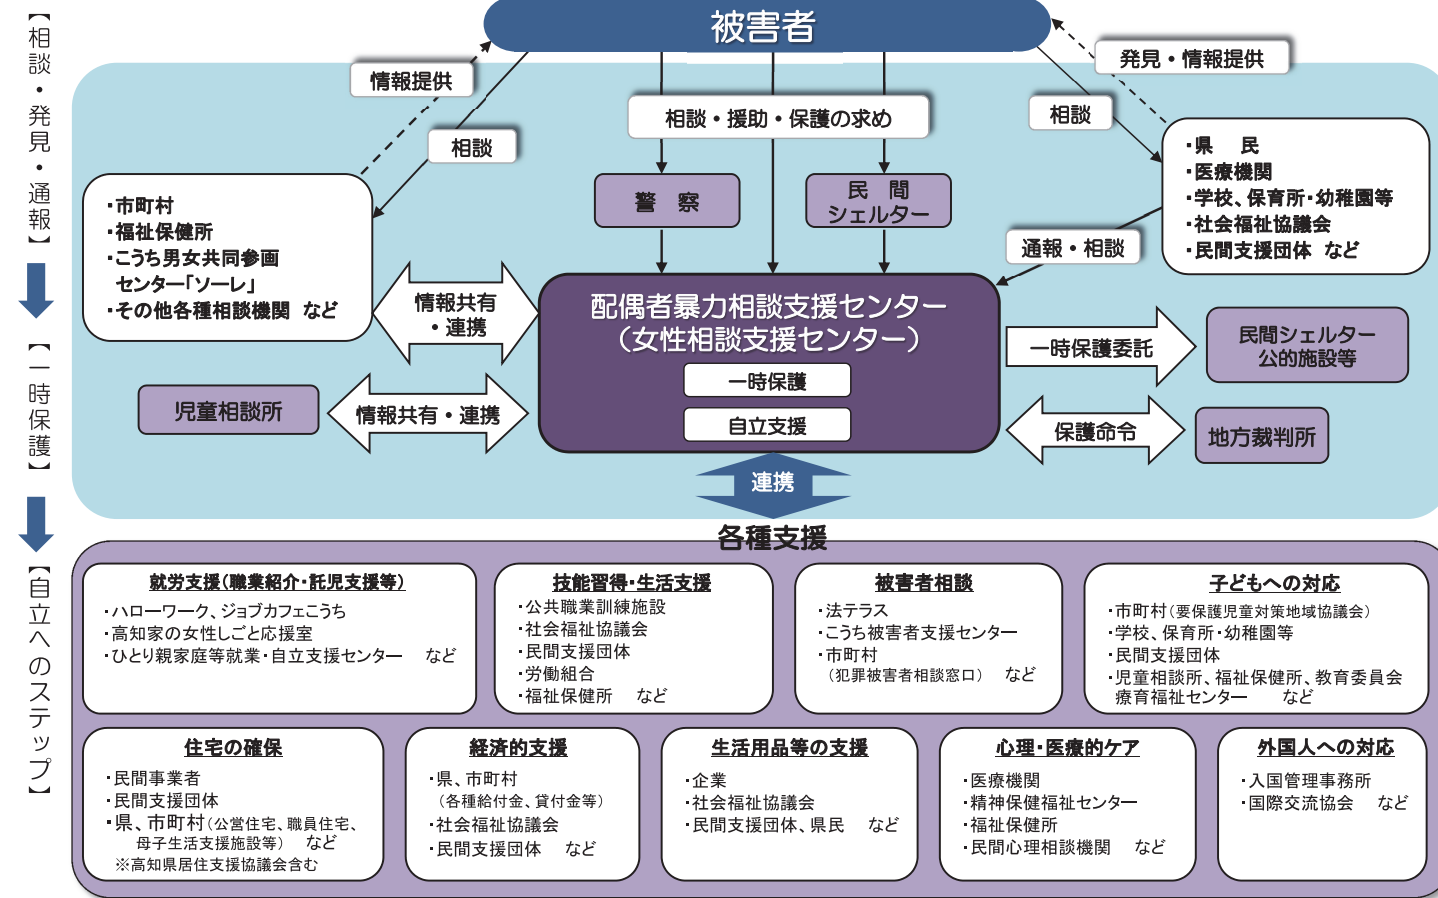 【相談・発見・通報】
【一時保護】
【自立へのステップ】
被害者
情報提供
相談
相談・援助・保護の求め
発見・情報提供
相談
・市町村
・福祉保健所
・こうち男女共同参画
センター「ソーレ」
・その他各種相談機関 など
警 察
民 間
シェルター
・県 民
・医療機関
・学校、保育所・幼稚園等
・社会福祉協議会
・民間支援団体 など
通報・相談
情報共有
・連携
配偶者暴力相談支援センター
（女性相談支援センター）
一時保護
自立支援
一時保護委託
民間シェルター
公的施設等
児童相談所
情報共有・連携
保護命令
地方裁判所
連携
各種支援
就労支援（職業紹介・託児支援等）
・ハローワーク、ジョブカフェこうち
・高知家の女性しごと応援室
・ひとり親家庭等就業・自立支援センター など
技能習得・生活支援
・公共職業訓練施設
・社会福祉協議会
・民間支援団体
・労働組合
・福祉保健所 など
被害者相談
・法テラス
・こうち被害者支援センター
・市町村
（犯罪被害者相談窓口） など
子どもへの対応
・市町村（要保護児童対策地域協議会）
・学校、保育所・幼稚園等
・民間支援団体
・児童相談所、福祉保健所、教育委員会
療育福祉センター など
住宅の確保
・民間事業者
・民間支援団体
・県、市町村（公営住宅、職員住宅、
母子生活支援施設等） など
※高知県居住支援協議会含む
経済的支援
・県、市町村
（各種給付金、貸付金等）
・社会福祉協議会
・民間支援団体 など
生活用品等の支援
・企業
・社会福祉協議会
・民間支援団体、県民 など
心理・医療的ケア
・医療機関
・精神保健福祉センター
・福祉保健所
・民間心理相談機関 など
外国人への対応
・入国管理事務所
・国際交流協会 など